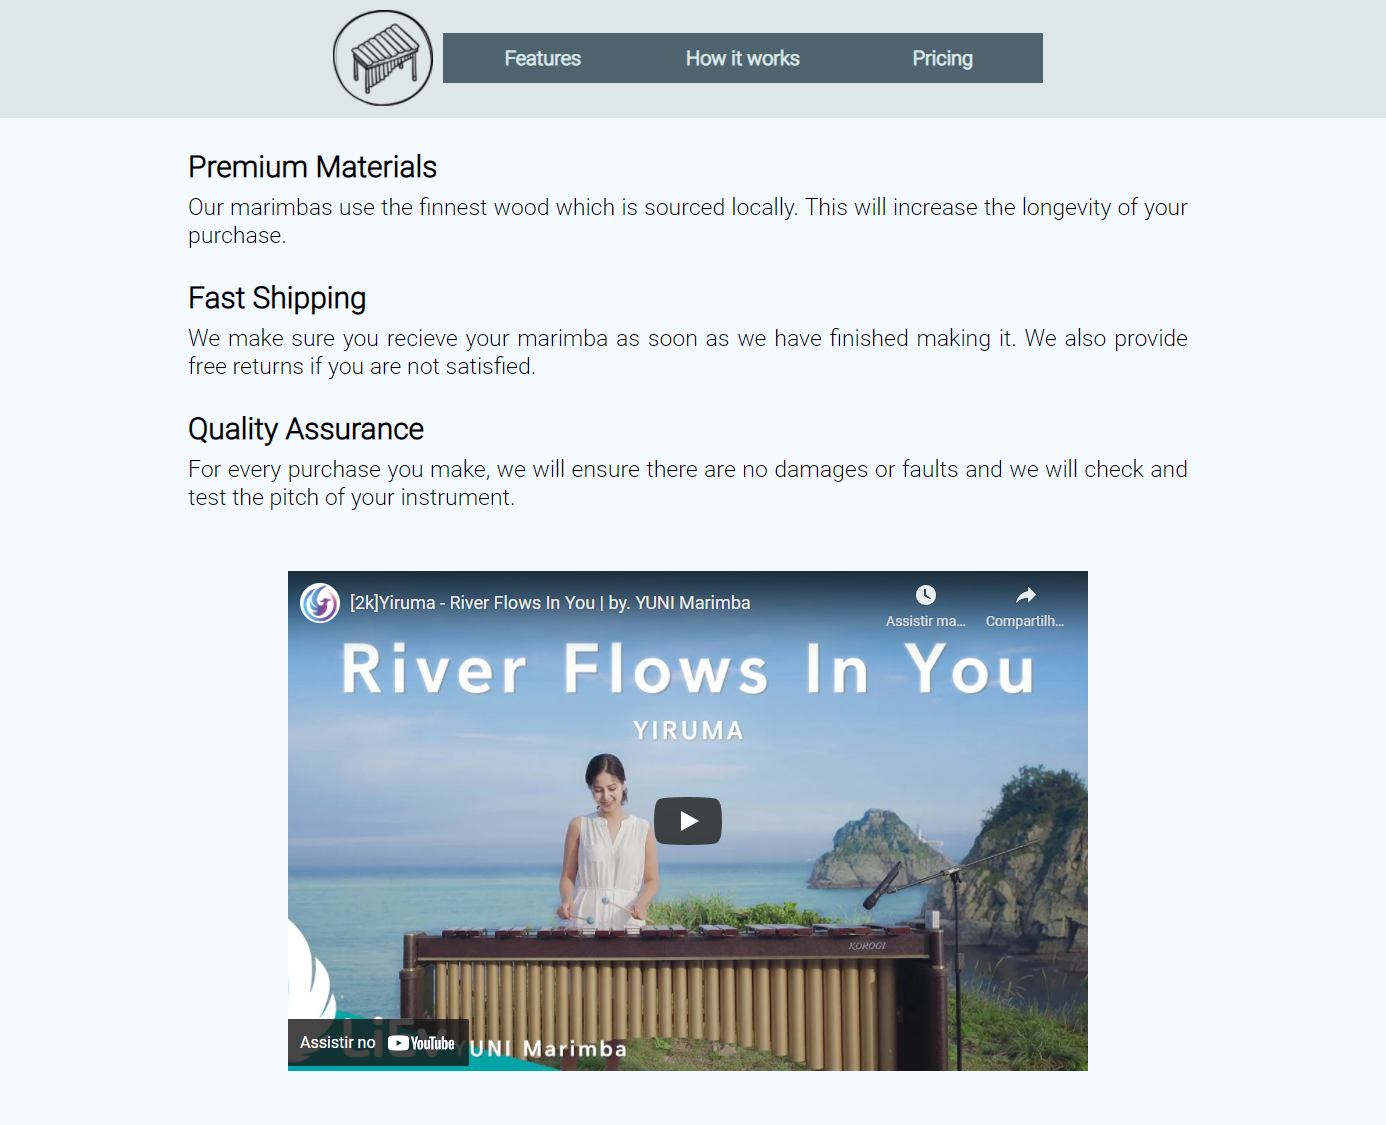 Features How it works Pricing
Premium Materials
Our marimbas use the finnest wood which is sourced locally. This will increase the longevity of your
purchase.
Fast Shipping
We make sure you recieve your marimba as soon as we have finished making it. We also provide
free returns if you are not satisfied.
Quality Assurance
For every purchase you make, we will ensure there are no damages or faults and we will check and
test the pitch of your instrument.
[2k]Yiruma - River Flows In You | by. YUNI Marimba
Assistir ma... Compartilh...
River Flows In You
YIRUMA
KOROGI
Assistir no YouTube
YUNI Marimba